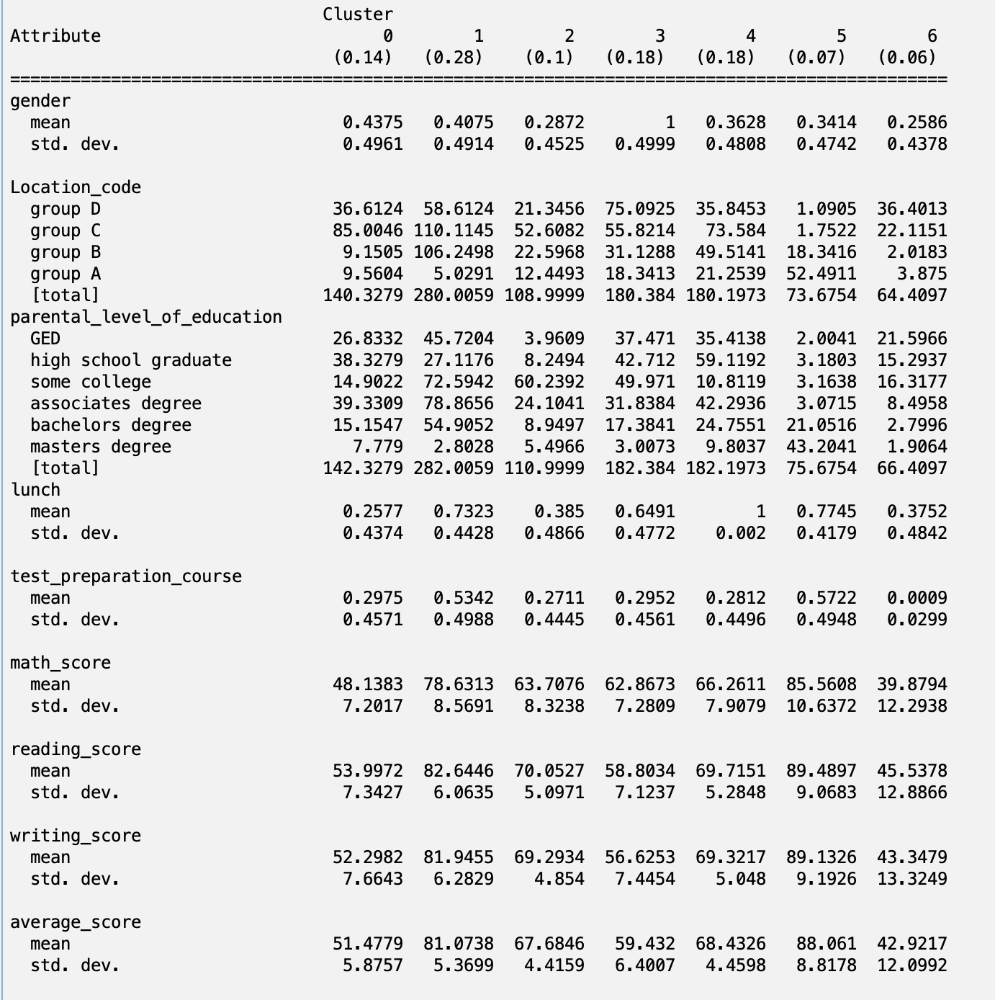 Cluster
Attribute 0 1 2 3 4 5 6
(0.14) (0.28) (0.1) (0.18) (0.18) (0.07) (0.06)
=============================================================================================
gender
mean 0.4375 0.4075 0.2872 1 0.3628 0.3414 0.2586
std. dev. 0.4961 0.4914 0.4525 0.4999 0.4808 0.4742 0.4378
Location_code
group D 36.6124 58.6124 21.3456 75.0925 35.8453 1.0905 36.4013
group C 85.0046 110.1145 52.6082 55.8214 73.584 1.7522 22.1151
group B 9.1505 106.2498 22.5968 31.1288 49.5141 18.3416 2.0183
group A 9.5604 5.0291 12.4493 18.3413 21.2539 52.4911 3.875
[total] 140.3279 280.0059 108.9999 180.384 180.1973 73.6754 64.4097
parental_level_of_education
GED 26.8332 45.7204 3.9609 37.471 35.4138 2.0041 21.5966
high school graduate 38.3279 27.1176 8.2494 42.712 59.1192 3.1803 15.2937
some college 14.9022 72.5942 60.2392 49.971 10.8119 3.1638 16.3177
associates degree 39.3309 78.8656 24.1041 31.8384 42.2936 3.0715 8.4958
bachelors degree 15.1547 54.9052 8.9497 17.3841 24.7551 21.0516 2.7996
masters degree 7.779 2.8028 5.4966 3.0073 9.8037 43.2041 1.9064
[total] 142.3279 282.0059 110.9999 182.384 182.1973 75.6754 66.4097
lunch
mean 0.2577 0.7323 0.385 0.6491 1 0.7745 0.3752
std. dev. 0.4374 0.4428 0.4866 0.4772 0.002 0.4179 0.4842
test_preparation_course
mean 0.2975 0.5342 0.2711 0.2952 0.2812 0.5722 0.0009
std. dev. 0.4571 0.4988 0.4445 0.4561 0.4496 0.4948 0.0299
math_score
mean 48.1383 78.6313 63.7076 62.8673 66.2611 85.5608 39.8794
std. dev. 7.2017 8.5691 8.3238 7.2809 7.9079 10.6372 12.2938
reading_score
mean 53.9972 82.6446 70.0527 58.8034 69.7151 89.4897 45.5378
std. dev. 7.3427 6.0635 5.0971 7.1237 5.2848 9.0683 12.8866
writing_score
mean 52.2982 81.9455 69.2934 56.6253 69.3217 89.1326 43.3479
std. dev. 7.6643 6.2829 4.854 7.4454 5.048 9.1926 13.3249
average_score
mean 51.4779 81.0738 67.6846 59.432 68.4326 88.061 42.9217
std. dev. 5.8757 5.3699 4.4159 6.4007 4.4598 8.8178 12.0992